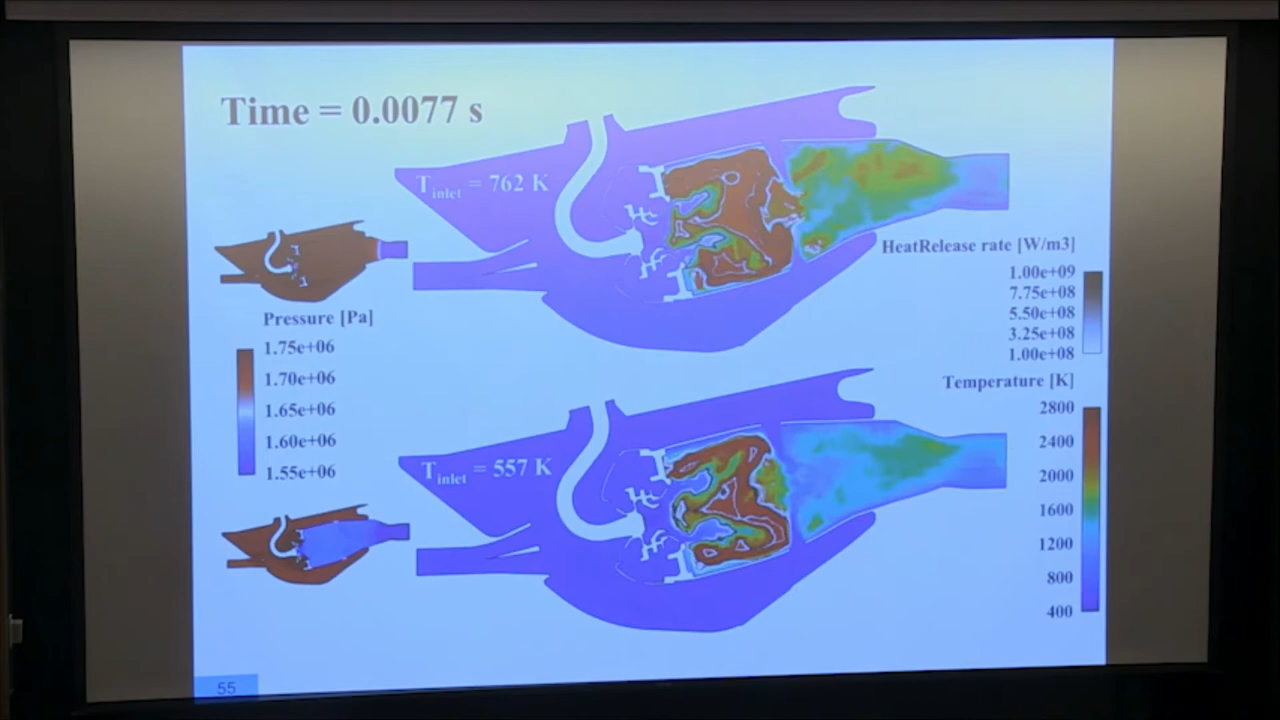 Time = 0.0077 s
T inlet = 762 K
HeatRelease rate [W/m3]
1.00e+09
7.75e+08
5.50e+08
3.25e+08
1.00e+08
Pressure [Pa]
1.75e+06
1.70e+06
1.65e+06
1.60e+06
1.55e+06
Temperature [K]
2800
2400
2000
1600
1200
800
400
T inlet = 557 K
55